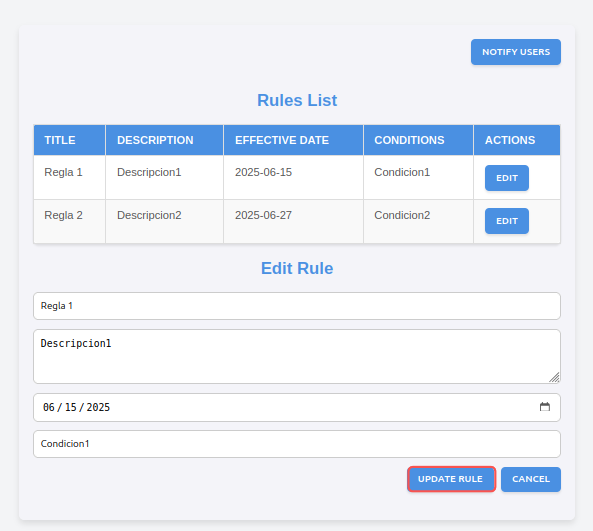 NOTIFY USERS
Rules List
TITLE DESCRIPTION EFFECTIVE DATE CONDITIONS ACTIONS
Regla 1 Descripcion1 2025-06-15 Condicion1 EDIT
Regla 2 Descripcion2 2025-06-27 Condicion2 EDIT
Edit Rule
Regla 1
Descripcion1
06/15/2025
Condicion1
UPDATE RULE CANCEL